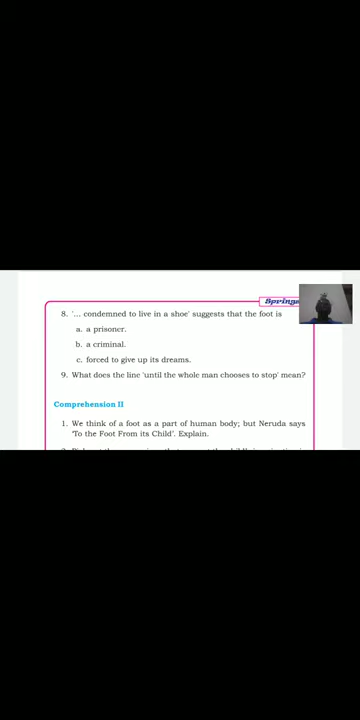 Springs
8. '... condemned to live in a shoe' suggests that the foot is
a. a prisoner.
b. a criminal.
c. forced to give up its dreams.
9. What does the line 'until the whole man chooses to stop' mean?
Comprehension II
1. We think of a foot as a part of human body; but Neruda says
'To the Foot From its Child'. Explain.